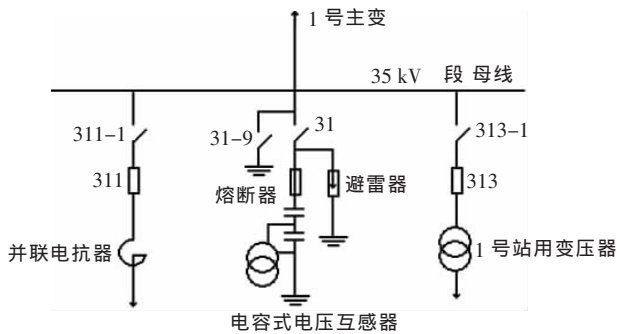 1 号主变
35 kV 段 母线
311-1
31-9
31
313-1
311
熔断器
避雷器
313
并联电抗器
1 号站用变压器
电容式电压互感器